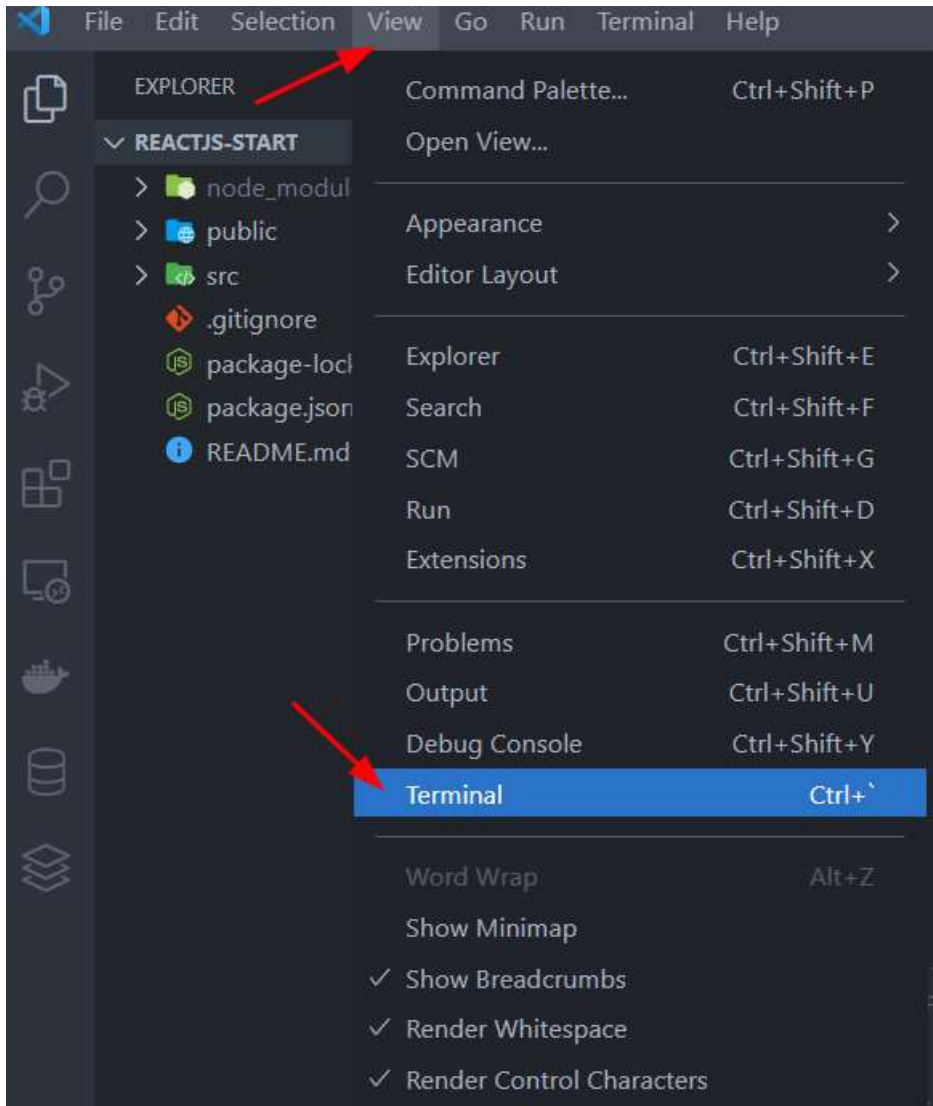 File Edit Selection View Go Run Terminal Help
EXPLORER
REACTJS-START
node_modul
public
src
.gitignore
package-lock
package.json
README.md
Command Palette... Ctrl+Shift+P
Open View...
Appearance
Editor Layout
Explorer Ctrl+Shift+E
Search Ctrl+Shift+F
SCM Ctrl+Shift+G
Run Ctrl+Shift+D
Extensions Ctrl+Shift+X
Problems Ctrl+Shift+M
Output Ctrl+Shift+U
Debug Console Ctrl+Shift+Y
Terminal Ctrl+`
Word Wrap Alt+Z
Show Minimap
Show Breadcrumbs
Render Whitespace
Render Control Characters